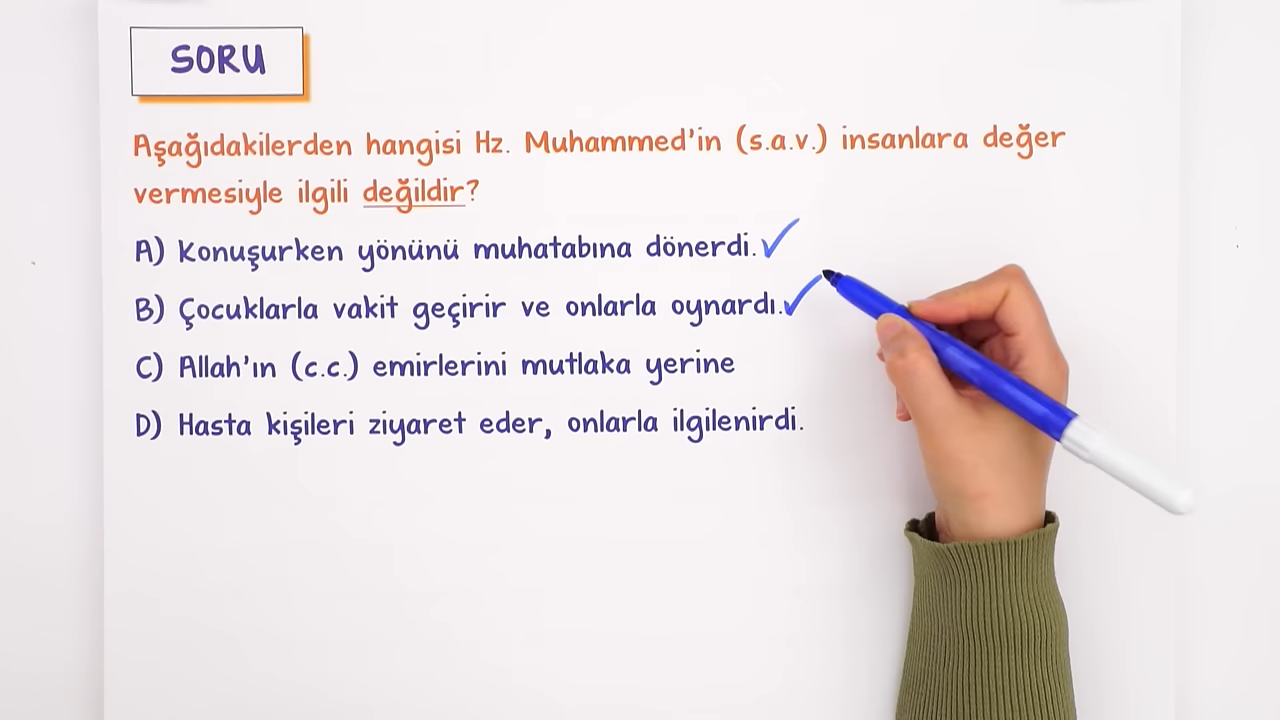 SORU
Aşağıdakilerden hangisi Hz. Muhammed'in (s.a.v.) insanlara değer
vermesiyle ilgili değildir?
A) Konuşurken yönünü muhatabına dönerdi.
B) Çocuklarla vakit geçirir ve onlarla oynardı.
C) Allah'ın (c.c.) emirlerini mutlaka yerine
D) Hasta kişileri ziyaret eder, onlarla ilgilenirdi.